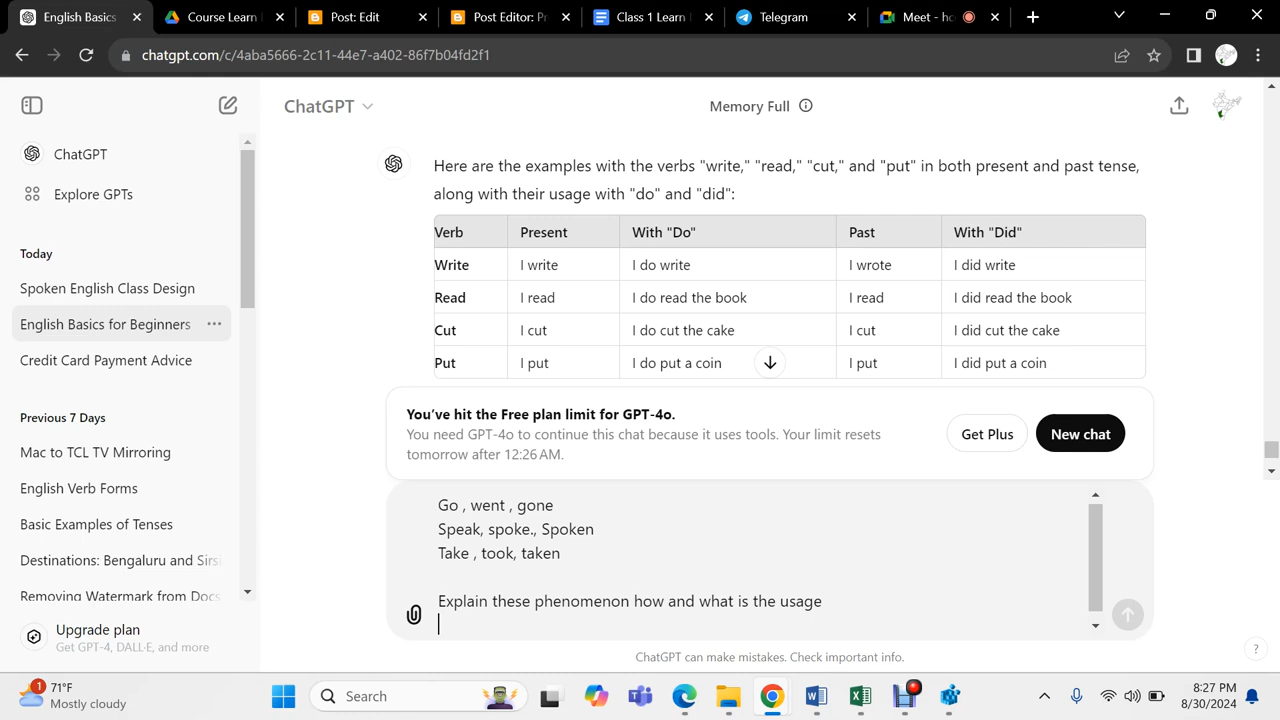 English Basics
Course Learn
Post: Edit
Post Editor: Pr
Class 1 Learn
Telegram
Meet - ho
chatgpt.com/c/4aba5666-2c11-44e7-a402-86f7b04fd2f1
ChatGPT
Memory Full
ChatGPT
Explore GPTs
Today
Spoken English Class Design
English Basics for Beginners
Credit Card Payment Advice
Previous 7 Days
Mac to TCL TV Mirroring
English Verb Forms
Basic Examples of Tenses
Destinations: Bengaluru and Sirsi
Removing Watermark from Docs
Upgrade plan
Get GPT-4, DALL·E, and more
Here are the examples with the verbs "write," "read," "cut," and "put" in both present and past tense,
along with their usage with "do" and "did":
Verb Present With "Do" Past With "Did"
Write I write I do write I wrote I did write
Read I read I do read the book I read I did read the book
Cut I cut I do cut the cake I cut I did cut the cake
Put I put I do put a coin I put I did put a coin
You've hit the Free plan limit for GPT-4o.
You need GPT-4o to continue this chat because it uses tools. Your limit resets
tomorrow after 12:26 AM.
Get Plus
New chat
Go , went , gone
Speak, spoke., Spoken
Take , took, taken
Explain these phenomenon how and what is the usage
ChatGPT can make mistakes. Check important info.
?
1
71°F
Mostly cloudy
Search
8:27 PM
8/30/2024